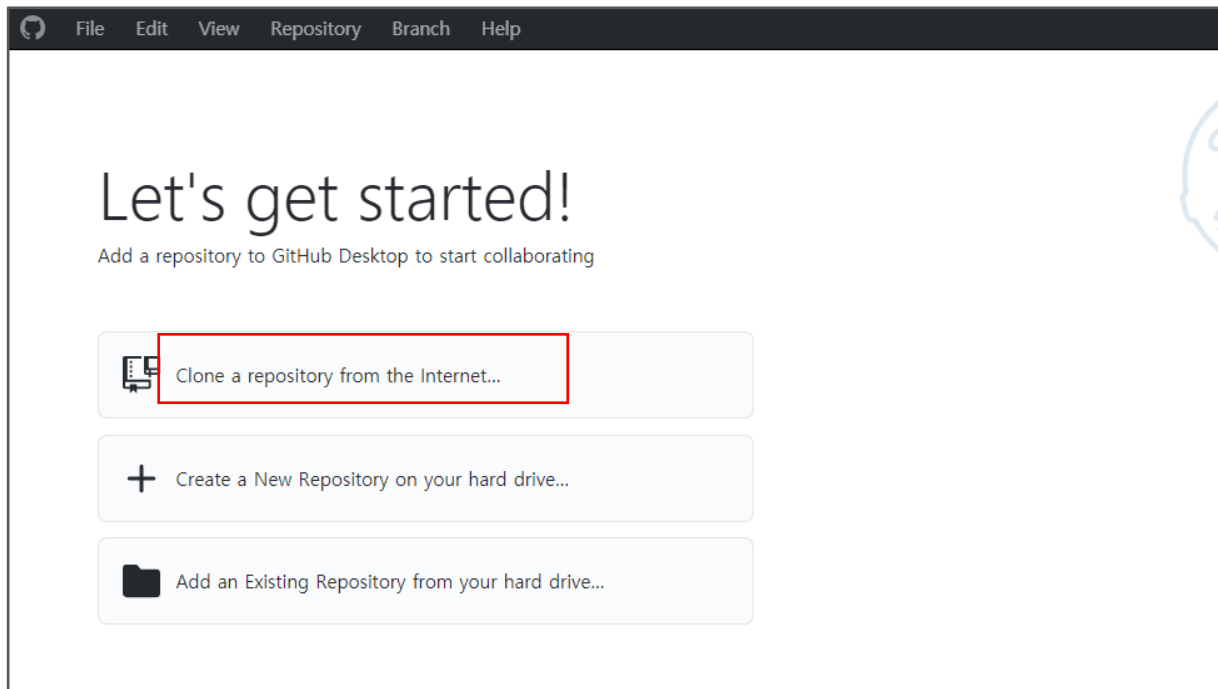 File Edit View Repository Branch Help
Let's get started!
Add a repository to GitHub Desktop to start collaborating
Clone a repository from the Internet...
Create a New Repository on your hard drive...
Add an Existing Repository from your hard drive...